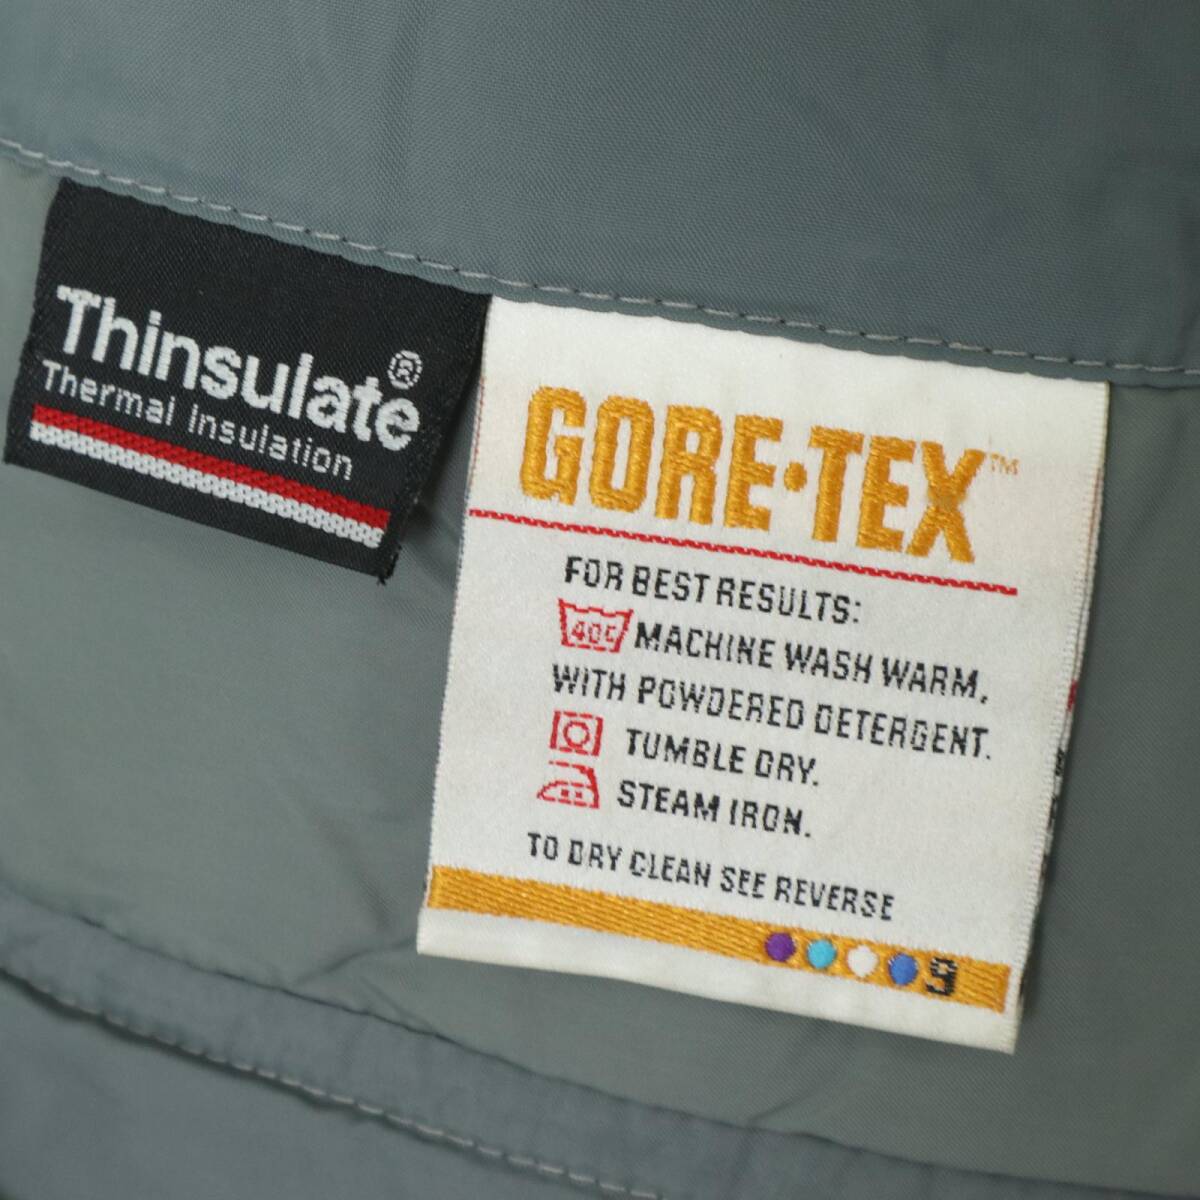 Thinsulate®
Thermal Insulation
GORE·TEX™
FOR BEST RESULTS:
40C MACHINE WASH WARM,
WITH POWDERED DETERGENT.
TUMBLE DRY.
STEAM IRON.
TO DRY CLEAN SEE REVERSE
9